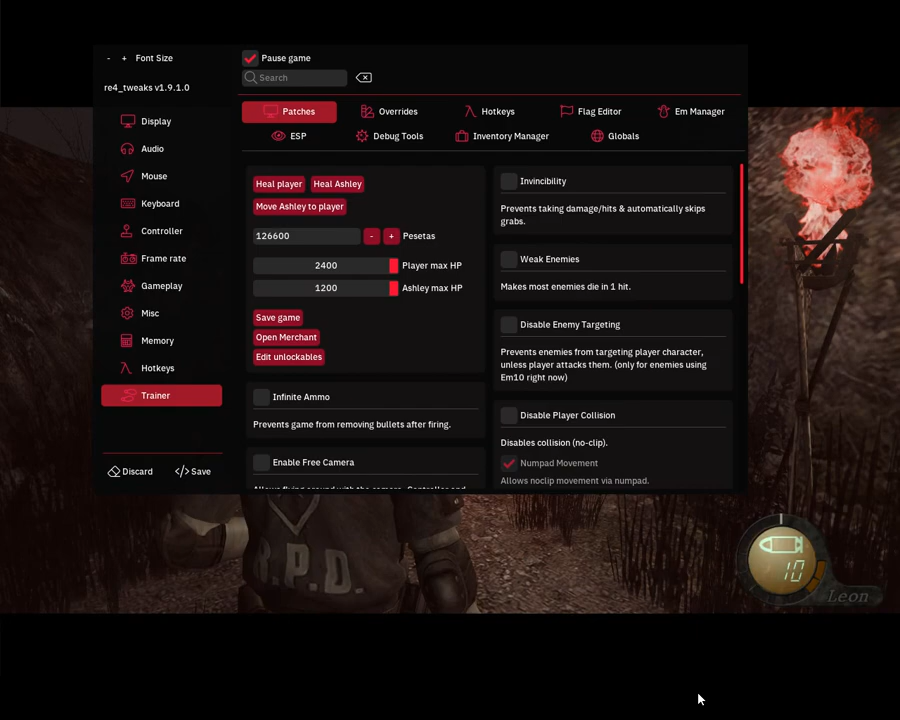 - + Font Size
re4_tweaks v1.9.1.0
Display
Audio
Mouse
Keyboard
Controller
Frame rate
Gameplay
Misc
Memory
Hotkeys
Trainer
Discard
Save
Pause game
Search
Patches
Overrides
Hotkeys
Flag Editor
Em Manager
ESP
Debug Tools
Inventory Manager
Globals
Heal player
Heal Ashley
Move Ashley to player
126600 - + Pesetas
2400 Player max HP
1200 Ashley max HP
Save game
Open Merchant
Edit unlockables
Infinite Ammo
Prevents game from removing bullets after firing.
Enable Free Camera
Invincibility
Prevents taking damage/hits & automatically skips
grabs.
Weak Enemies
Makes most enemies die in 1 hit.
Disable Enemy Targeting
Prevents enemies from targeting player character,
unless player attacks them. (only for enemies using
Em10 right now)
Disable Player Collision
Disables collision (no-clip).
Numpad Movement
Allows noclip movement via numpad.
R.P.D.
10
Leon